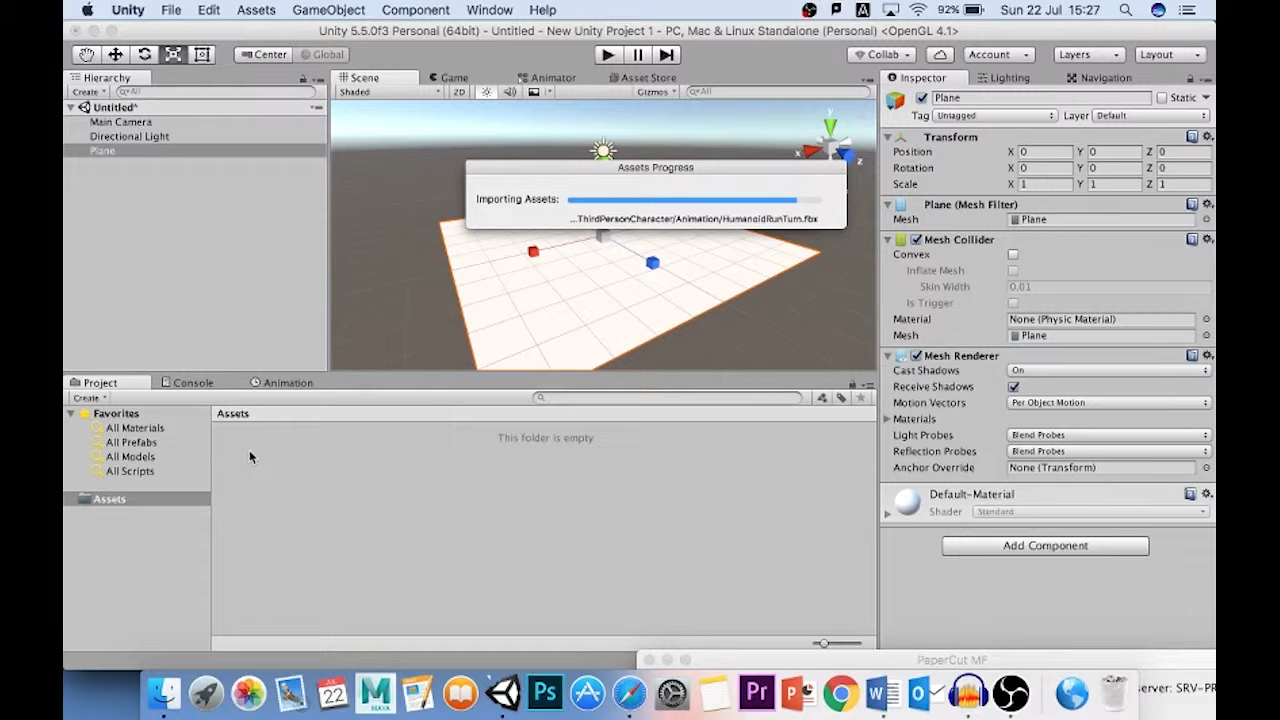 Unity File Edit Assets GameObject Component Window Help 92% Sun 22 Jul 15:27
Unity 5.5.0f3 Personal (64bit) - Untitled - New Unity Project 1 - PC, Mac & Linux Standalone (Personal) <OpenGL 4.1>
Center Global Collab Account Layers Layout
Hierarchy Scene Game Animator Asset Store Inspector Lighting Navigation
Create All Shaded 2D Gizmos All Plane Static
Untitled* Tag Untagged Layer Default
Main Camera
Directional Light
Plane
y
x
z
Assets Progress
Importing Assets:
...ThirdPersonCharacter/Animation/HumanoidRunTurn.fbx
Transform
Position X 0 Y 0 Z 0
Rotation X 0 Y 0 Z 0
Scale X 1 Y 1 Z 1
Plane (Mesh Filter)
Mesh Plane
Mesh Collider
Convex
Inflate Mesh
Skin Width 0.01
Is Trigger
Material None (Physic Material)
Mesh Plane
Mesh Renderer
Cast Shadows On
Receive Shadows
Motion Vectors Per Object Motion
Materials
Light Probes Blend Probes
Reflection Probes Blend Probes
Anchor Override None (Transform)
Default-Material
Shader Standard
Add Component
Project Console Animation
Create
Favorites Assets
All Materials
All Prefabs
All Models
All Scripts
Assets
This folder is empty
PaperCut MF
JUL
22
MAYA
Ps
Pr
server: SRV-PR